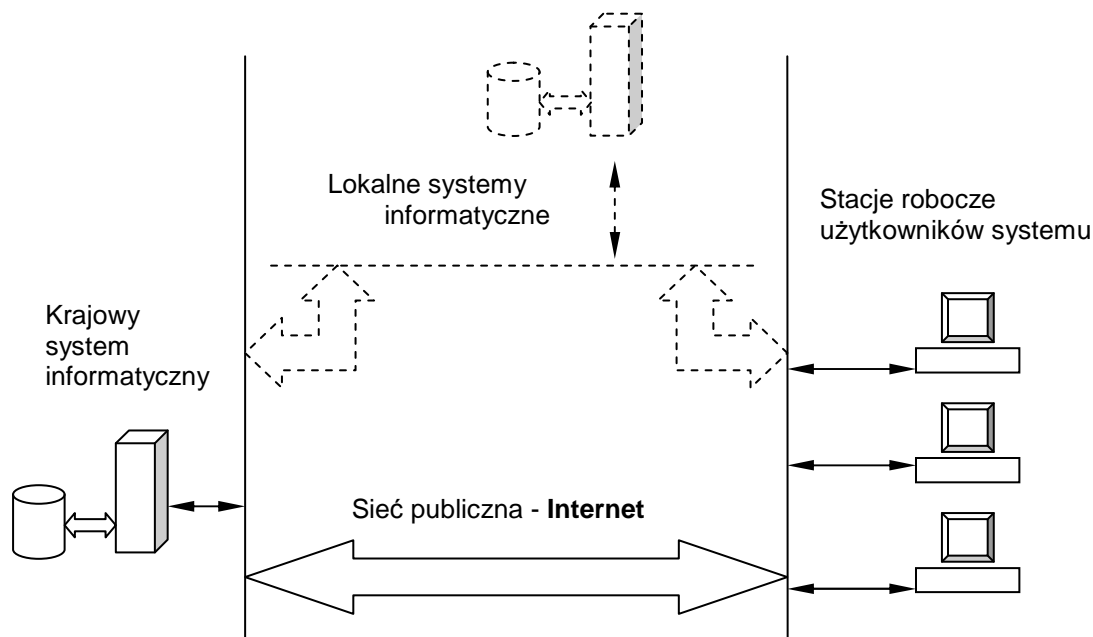 Lokalne systemy
informatyczne
Stacje robocze
użytkowników systemu
Krajowy
system
informatyczny
Sieć publiczna - Internet